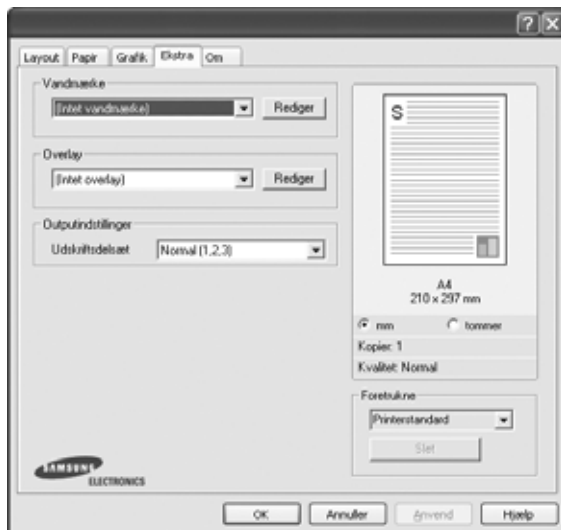 Layout Papir Grafik Ekstra Om
Vandmærke
(Intet vandmærke) Rediger
Overlay
(Intet overlay) Rediger
Outputindstillinger
Udskriftsdelsæt Normal (1,2,3)
S
A4
210 x 297 mm
mm tommer
Kopier: 1
Kvalitet: Normal
Foretrukne
Printerstandard
Slet
SAMSUNG
ELECTRONICS
OK Annuller Anvend Hjælp